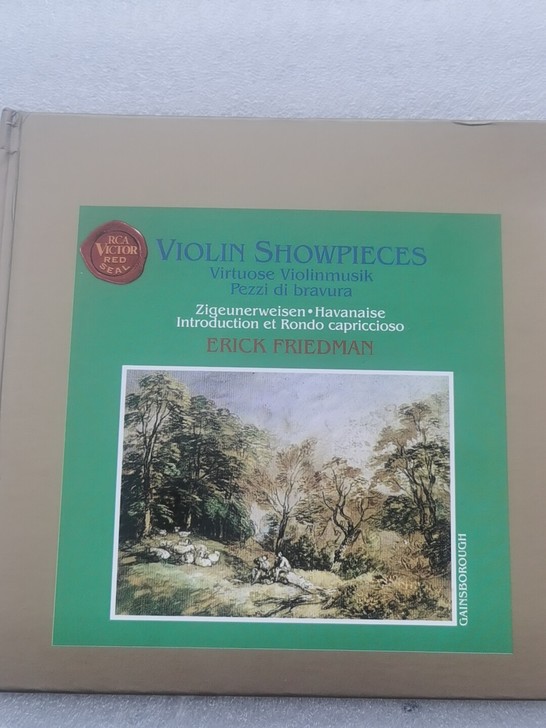 RCA
VICTOR
RED
SEAL
VIOLIN SHOWPIECES
Virtuose Violinmusik
Pezzi di bravura
Zigeunerweisen • Havanaise
Introduction et Rondo capriccioso
ERICK FRIEDMAN
GAINSBOROUGH